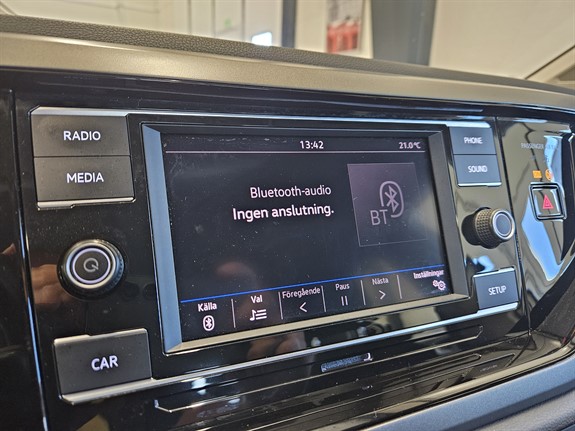 RADIO
MEDIA
CAR
13:42
21.0°C
Bluetooth-audio
Ingen anslutning.
BT
Källa
Val
Föregående
Paus
Nästa
Inställningar
PHONE
SOUND
SETUP
PASSENGER